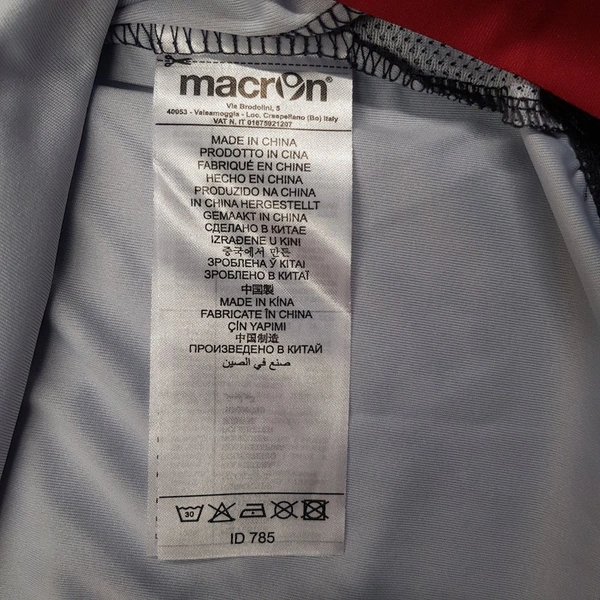 macron®
Via Brodolini, 5
40053 - Valsamoggia - Loc. Crespellano (Bo) Italy
VAT N. IT 01675921207
MADE IN CHINA
PRODOTTO IN CINA
FABRIQUÉ EN CHINE
HECHO EN CHINA
PRODUZIDO NA CHINA
IN CHINA HERGESTELLT
GEMAAKT IN CHINA
СДЕЛАНО В КИТАЕ
IZRAĐENE U KINI
중국에서 만든
ЗРОБЛЕНА Ў КІТАІ
ЗРОБЛЕНО В КИТАЇ
中国製
MADE IN KÍNA
FABRICATE ÎN CHINA
ÇİN YAPIMI
中国制造
ПРОИЗВЕДЕНО В КИТАЙ
صنع في الصين
30
ID 785